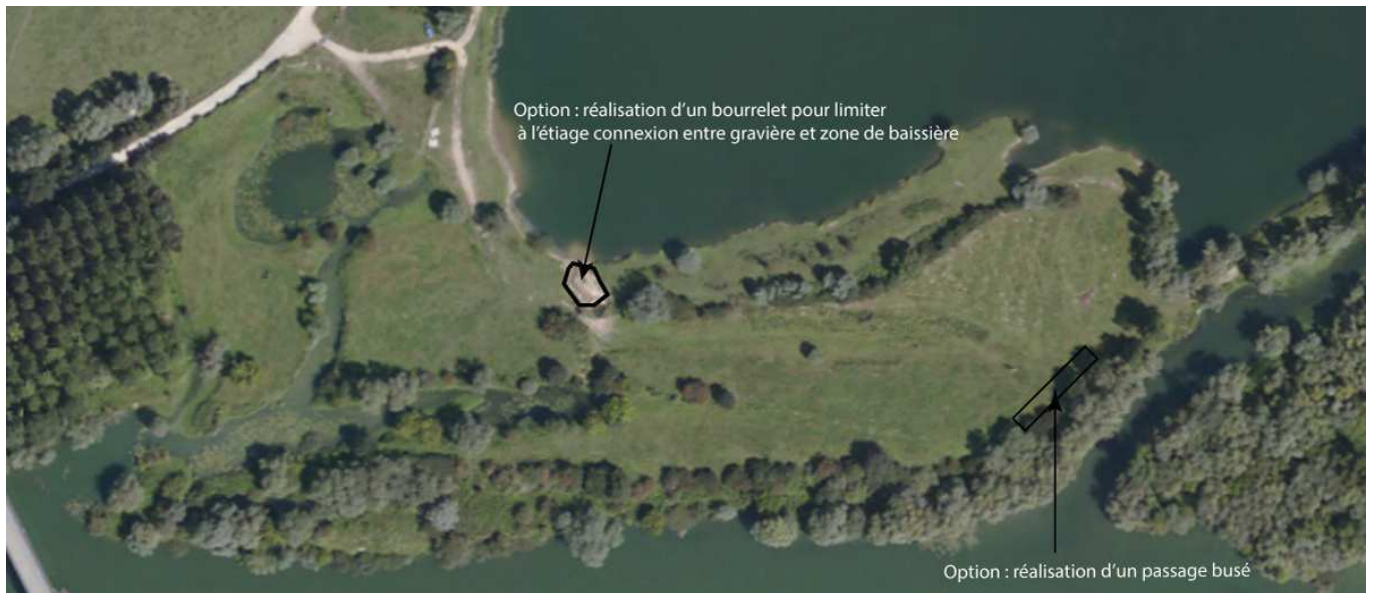 Option : réalisation d’un bourrelet pour limiter
à l’étiage connexion entre gravière et zone de baissière
Option : réalisation d’un passage busé